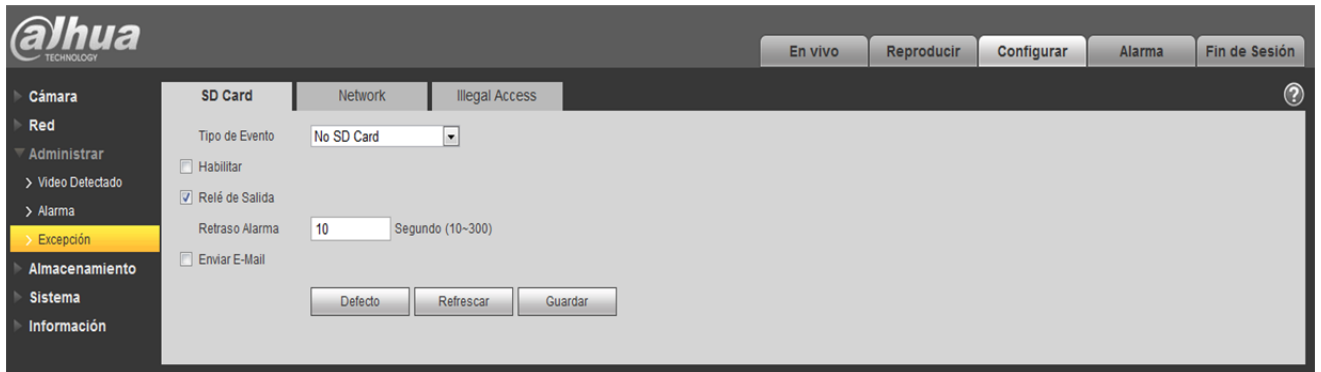 alhua
TECHNOLOGY
En vivo Reproducir Configurar Alarma Fin de Sesión
Cámara
Red
Administrar
Video Detectado
Alarma
Excepción
Almacenamiento
Sistema
Información
SD Card Network Illegal Access
Tipo de Evento No SD Card
Habilitar
Relé de Salida
Retraso Alarma 10 Segundo (10~300)
Enviar E-Mail
Defecto Refrescar Guardar